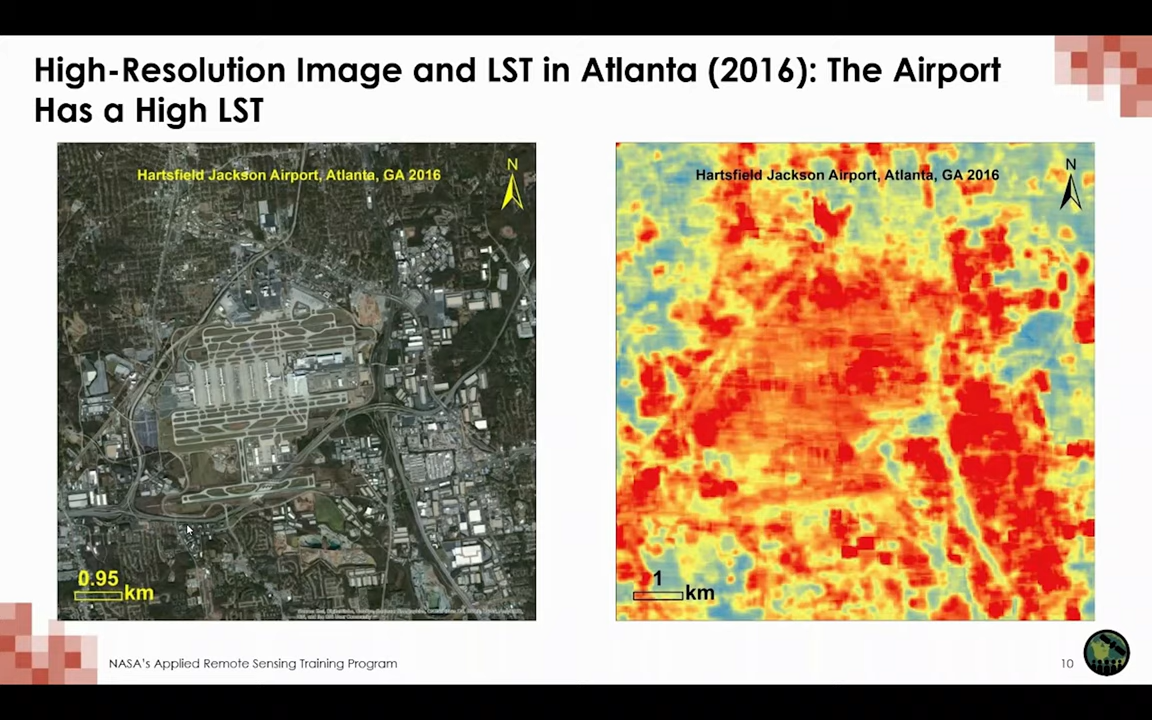 High-Resolution Image and LST in Atlanta (2016): The Airport
Has a High LST
Hartsfield Jackson Airport, Atlanta, GA 2016
N
0.95
km
Hartsfield Jackson Airport, Atlanta, GA 2016
N
1
km
NASA's Applied Remote Sensing Training Program
10